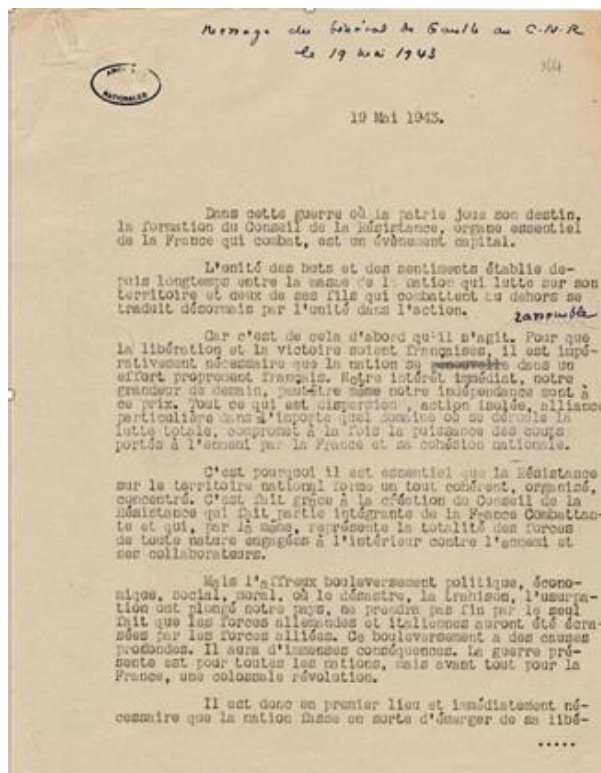 Message du Général de Gaulle au C.N.R
le 19 mai 1943
364
NATIONALES
19 Mai 1943.
Dans cette guerre où la patrie joue son destin,
la formation du Conseil de la Résistance, organe essentiel
de la France qui combat, est un évènement capital.
L'unité des buts et des sentiments établie de-
puis longtemps entre la masse de la nation qui lutte sur son
territoire et ceux de ses fils qui combattent au dehors se
traduit désormais par l'unité dans l'action.
rassemble
Car c'est de cela d'abord qu'il s'agit. Pour que
la libération et la victoire soient françaises, il est impé-
rativement nécessaire que la nation se dans un
effort proprement français. Notre intérêt immédiat, notre
grandeur de demain, peut-être même notre indépendance sont à
ce prix. Tout ce qui est dispersion, action isolée, alliance
particulière dans n'importe quel domaine où se déroule la
lutte totale, compromet à la fois la puissance des coups
portés à l'ennemi par la France et sa cohésion nationale.
C'est pourquoi il est essentiel que la Résistance
sur le territoire national forme un tout cohérent, organisé,
concentré. C'est fait grâce à la création du Conseil de la
Résistance qui fait partie intégrante de la France Combattan-
te et qui, par là même, représente la totalité des forces
de toute nature engagées à l'intérieur contre l'ennemi et
ses collaborateurs.
Mais l'affreux bouleversement politique, écono-
mique, social, moral, où le désastre, la trahison, l'usurpa-
tion ont plongé notre pays, ne prendra pas fin par le seul
fait que les forces allemandes et italiennes auront été écra-
sées par les forces alliées. Ce bouleversement a des causes
profondes. Il aura d'immenses conséquences. La guerre pré-
sente est pour toutes les nations, mais avant tout pour la
France, une colossale révolution.
Il est donc en premier lieu et immédiatement né-
cessaire que la nation fasse en sorte d'émerger de sa libé-
.....